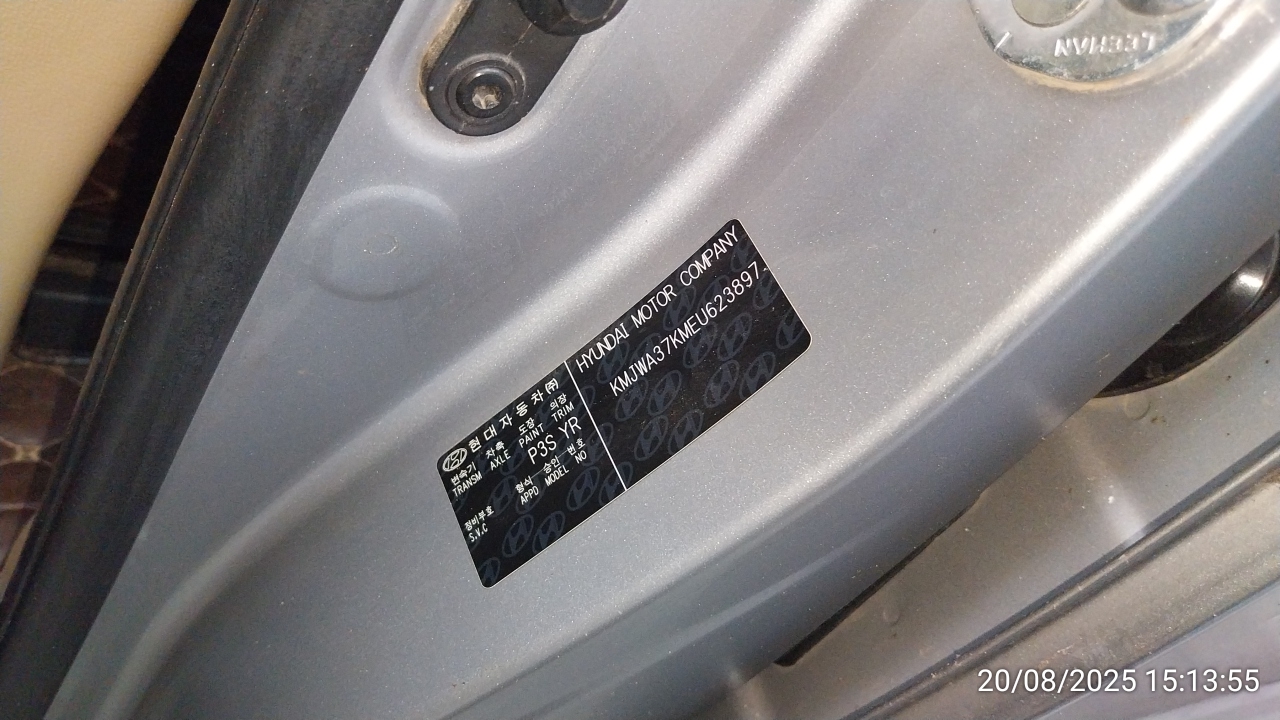 LEEHAN
현대자동차㈜
변속기 차축 도장 의장
TRANSM AXLE PAINT TRIM
P3S YR
형식 승인 번호
APPD MODEL NO
정비부호
S.V.C
HYUNDAI MOTOR COMPANY
KMJWA37KMEU623897
20/08/2025 15:13:55